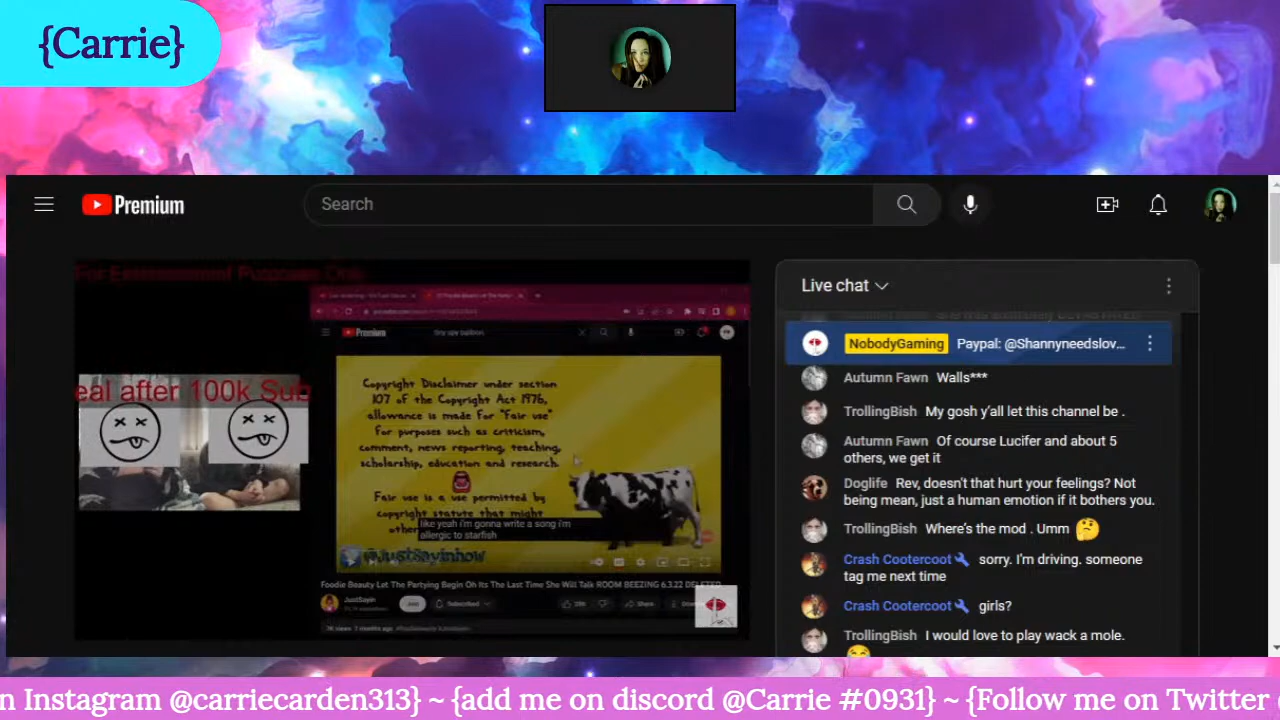 {Carrie}
Premium
Search
For Entertainment Purposes Onl
eal after 100k Sub
Premium
tiny spy balloon
Copyright Disclaimer under section
107 of the Copyright Act 1976,
allowance is made for "fair use"
for purposes such as criticism,
comment, news reporting, teaching,
scholarship, education and research.
Fair use is a use permitted by
copyright statute that might
other
like yeah i'm gonna write a song i'm
allergic to starfish
@JustSayinhow
Foodie Beauty Let The Partying Begin Oh Its The Last Time She Will Talk ROOM BEEZING 6.3.22 DELETED
JustSayin
Join
Subscribed
Share
Live chat
NobodyGaming Paypal: @Shannyneedslov...
Autumn Fawn Walls***
TrollingBish My gosh y'all let this channel be .
Autumn Fawn Of course Lucifer and about 5
others, we get it
Doglife Rev, doesn't that hurt your feelings? Not
being mean, just a human emotion if it bothers you.
TrollingBish Where's the mod . Umm 🤔
Crash Cootercoot sorry. I'm driving. someone
tag me next time
Crash Cootercoot girls?
TrollingBish I would love to play wack a mole.
n Instagram @carriecarden313} ~ {add me on discord @Carrie #0931} ~ {Follow me on Twitter